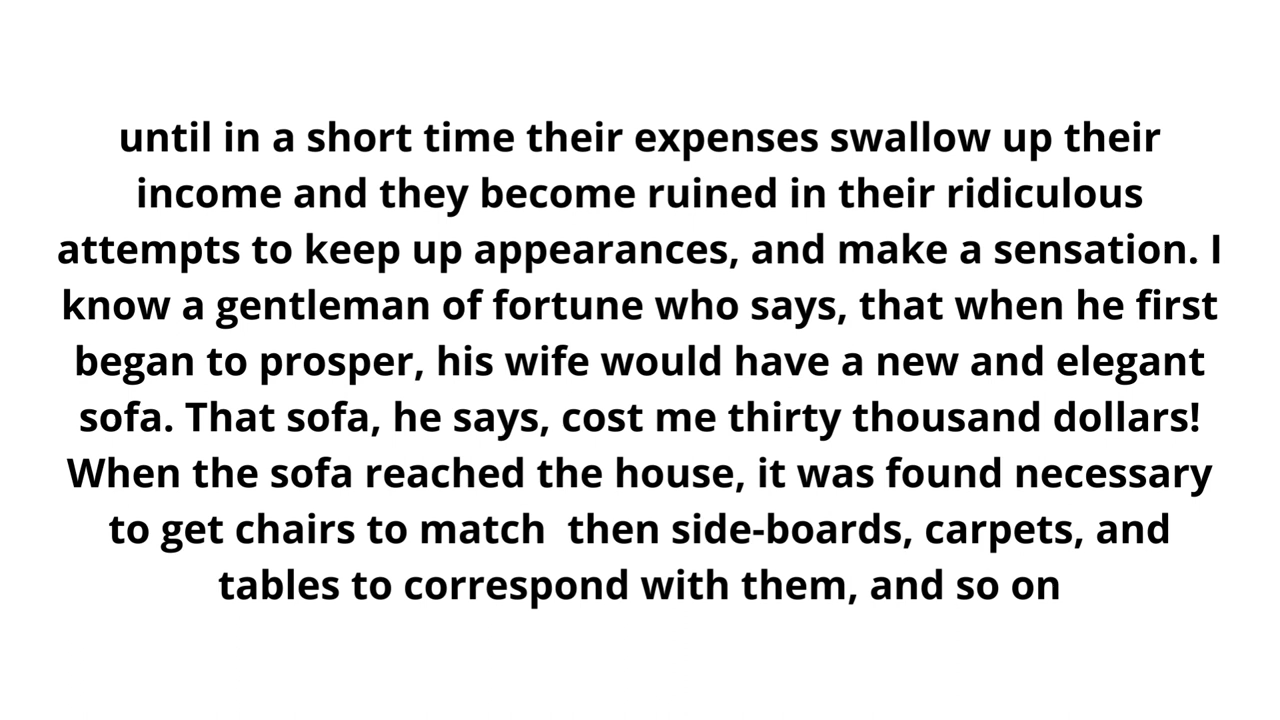 until in a short time their expenses swallow up their
income and they become ruined in their ridiculous
attempts to keep up appearances, and make a sensation. I
know a gentleman of fortune who says, that when he first
began to prosper, his wife would have a new and elegant
sofa. That sofa, he says, cost me thirty thousand dollars!
When the sofa reached the house, it was found necessary
to get chairs to match  then side-boards, carpets, and
tables to correspond with them, and so on